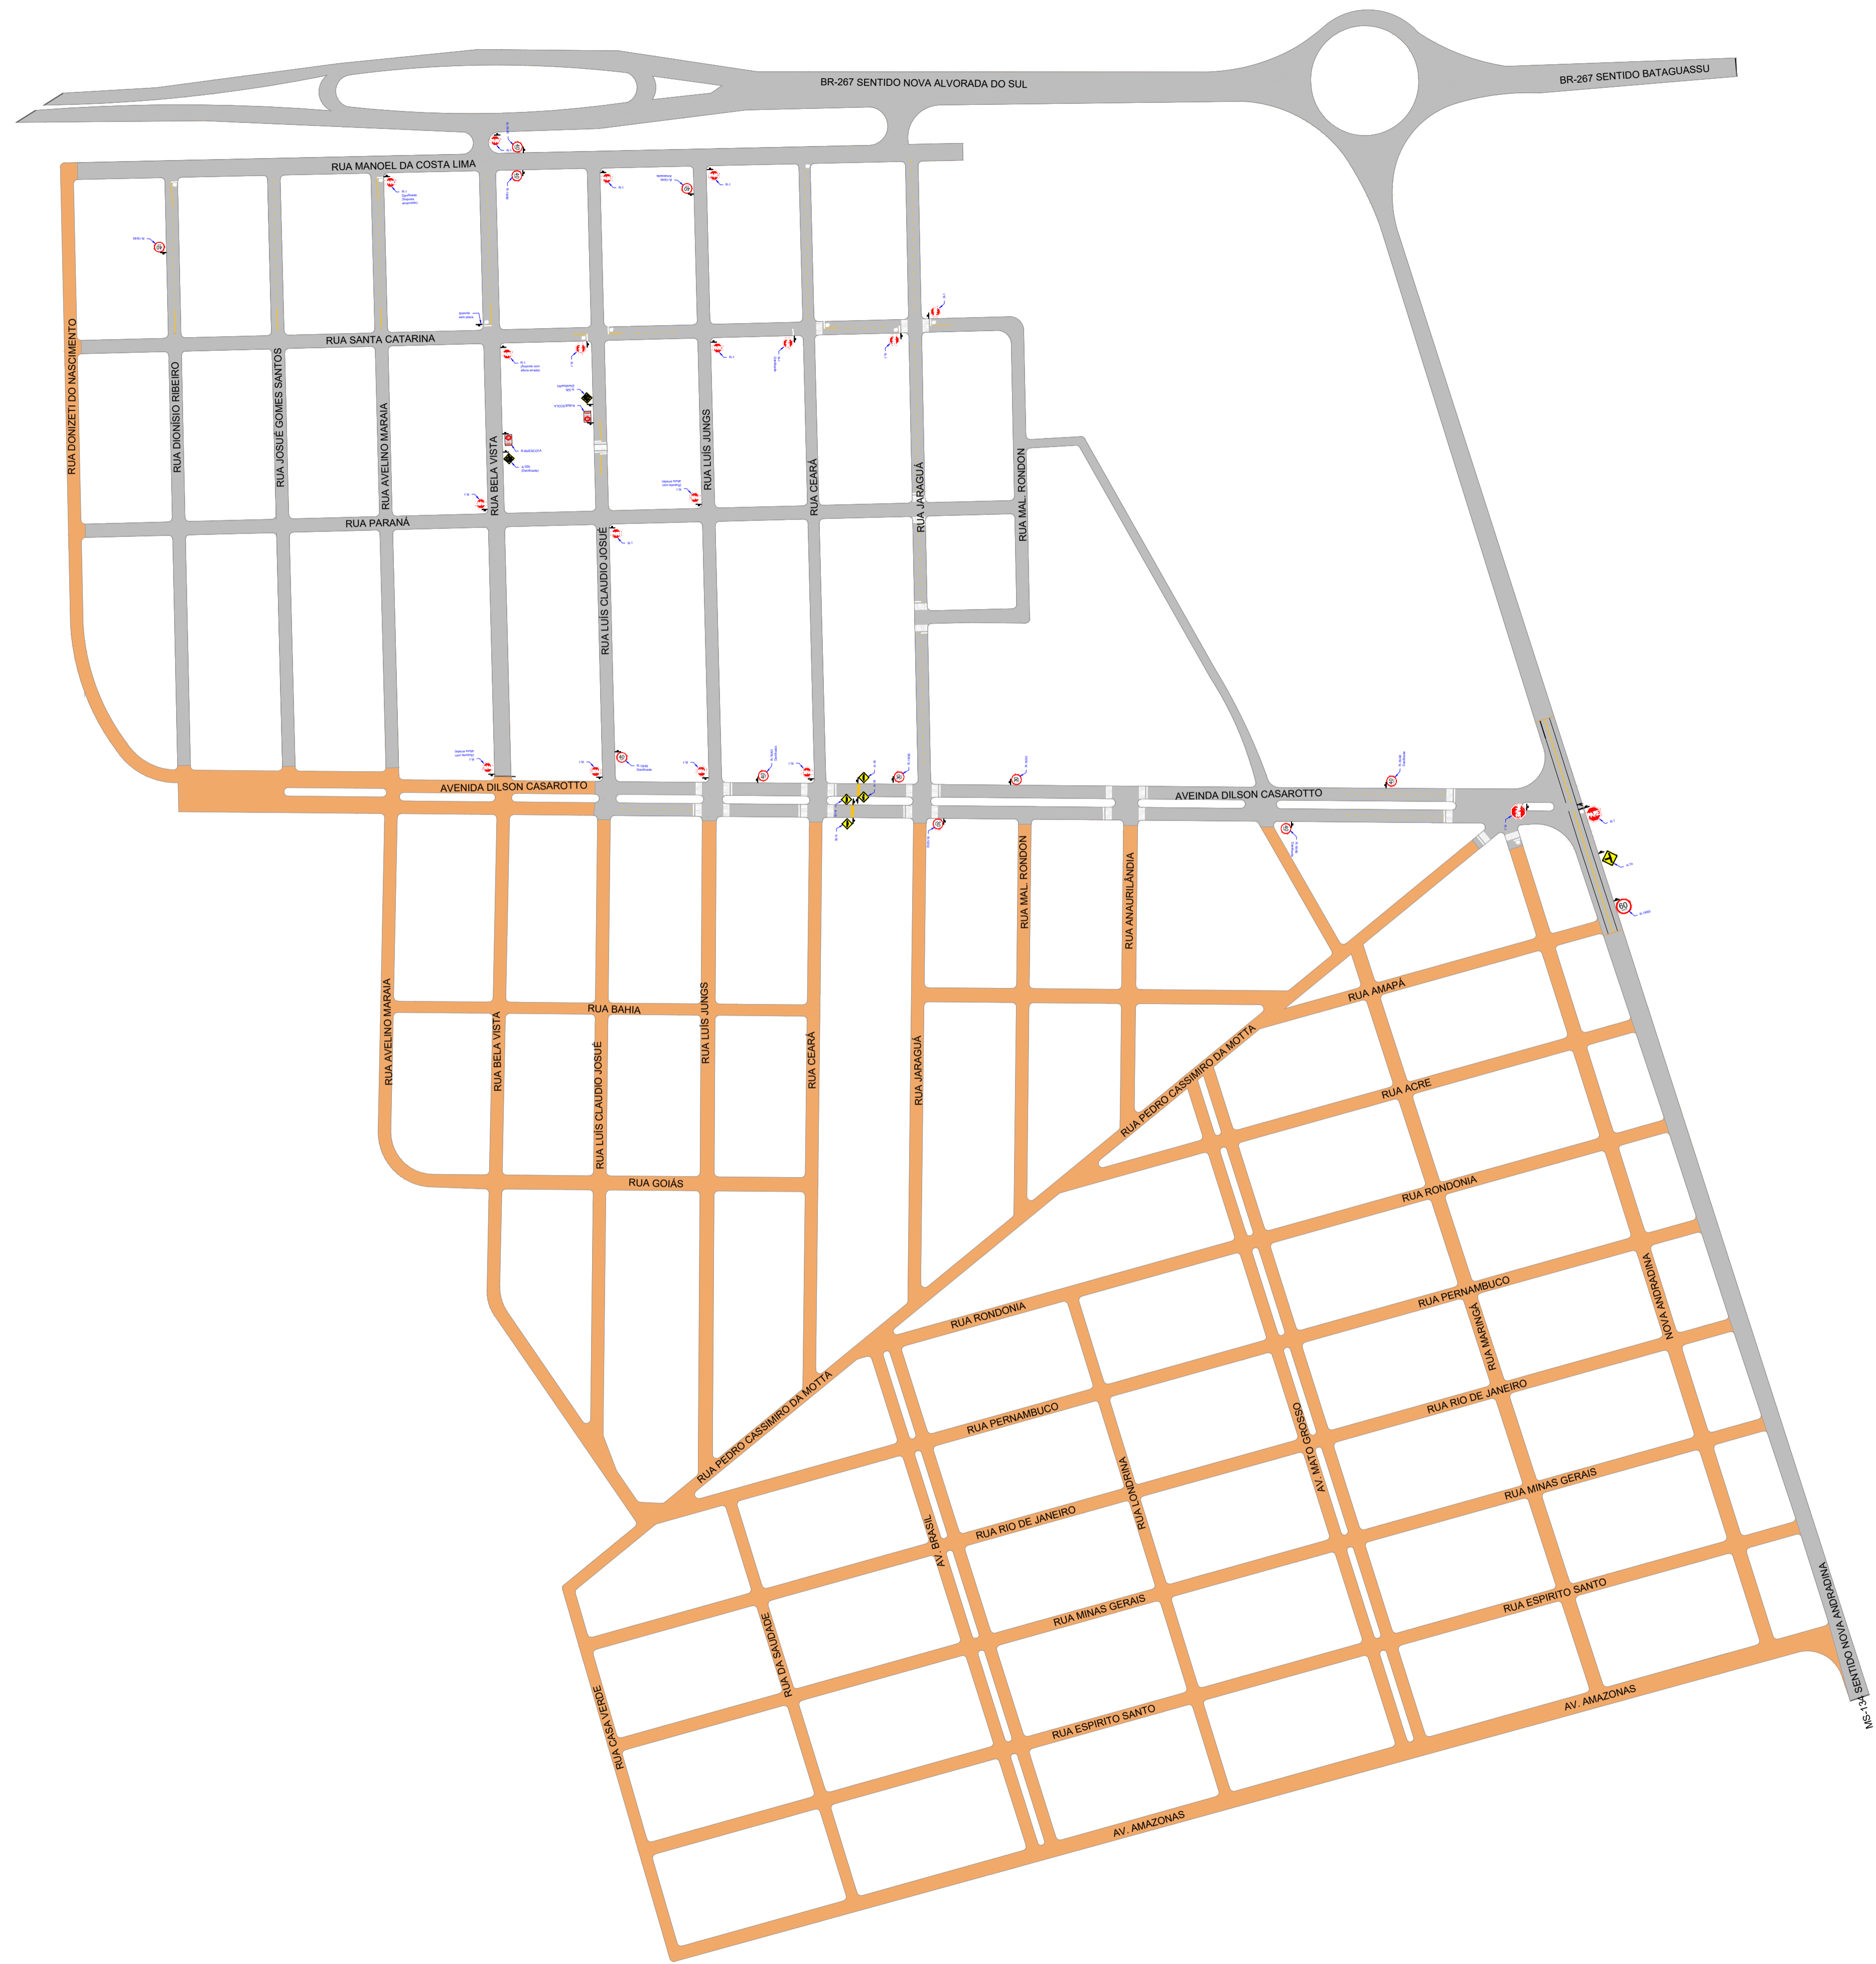 BR-267 SENTIDO BATAGUASSU
BR-267 SENTIDO NOVA ALVORADA DO SUL
RUA MANOEL DA COSTA LIMA
RUA SANTA CATARINA
RUA DONIZETI DO NASCIMENTO
RUA DIONÍSIO RIBEIRO
RUA JOSUÉ GOMES SANTOS
RUA AVELINO MARAIA
RUA BELA VISTA
RUA LUÍS JUNGS
RUA CEARÁ
RUA JARAGUÁ
RUA MAL. RONDON
RUA PARANÁ
RUA LUÍS CLAUDIO JOSUÉ
AVENIDA DILSON CASAROTTO
AVEINDA DILSON CASAROTTO
60
RUA MAL. RONDON
RUA ANAURILÂNDIA
RUA AVELINO MARAIA
RUA BELA VISTA
RUA BAHIA
RUA LUÍS CLAUDIO JOSUÉ
RUA LUÍS JUNGS
RUA CEARÁ
RUA JARAGUÁ
RUA AMAPÁ
RUA PEDRO CASSIMIRO DA MOTTA
RUA ACRE
RUA GOIÁS
RUA RONDONIA
RUA PERNAMBUCO
NOVA ANDRADINA
RUA MARINGÁ
RUA RONDONIA
RUA PEDRO CASSIMIRO DA MOTTA
RUA PERNAMBUCO
RUA RIO DE JANEIRO
AV. MATO GROSSO
RUA LONDRINA
RUA MINAS GERAIS
RUA RIO DE JANEIRO
AV. BRASIL
RUA ESPIRITO SANTO
RUA MINAS GERAIS
RUA DA SAUDADE
RUA CASA VERDE
RUA ESPIRITO SANTO
AV. AMAZONAS
AV. AMAZONAS
MS-134 SENTIDO NOVA ANDRADINA